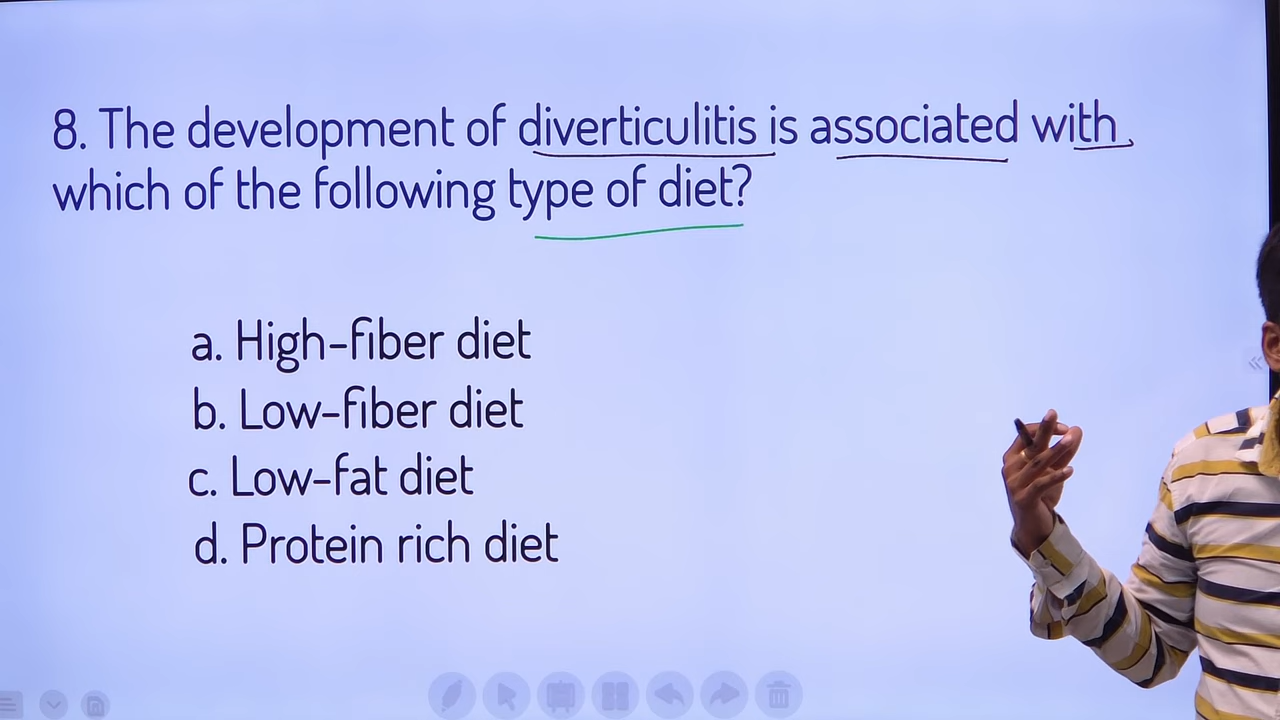 8. The development of diverticulitis is associated with
which of the following type of diet?
a. High-fiber diet
b. Low-fiber diet
c. Low-fat diet
d. Protein rich diet